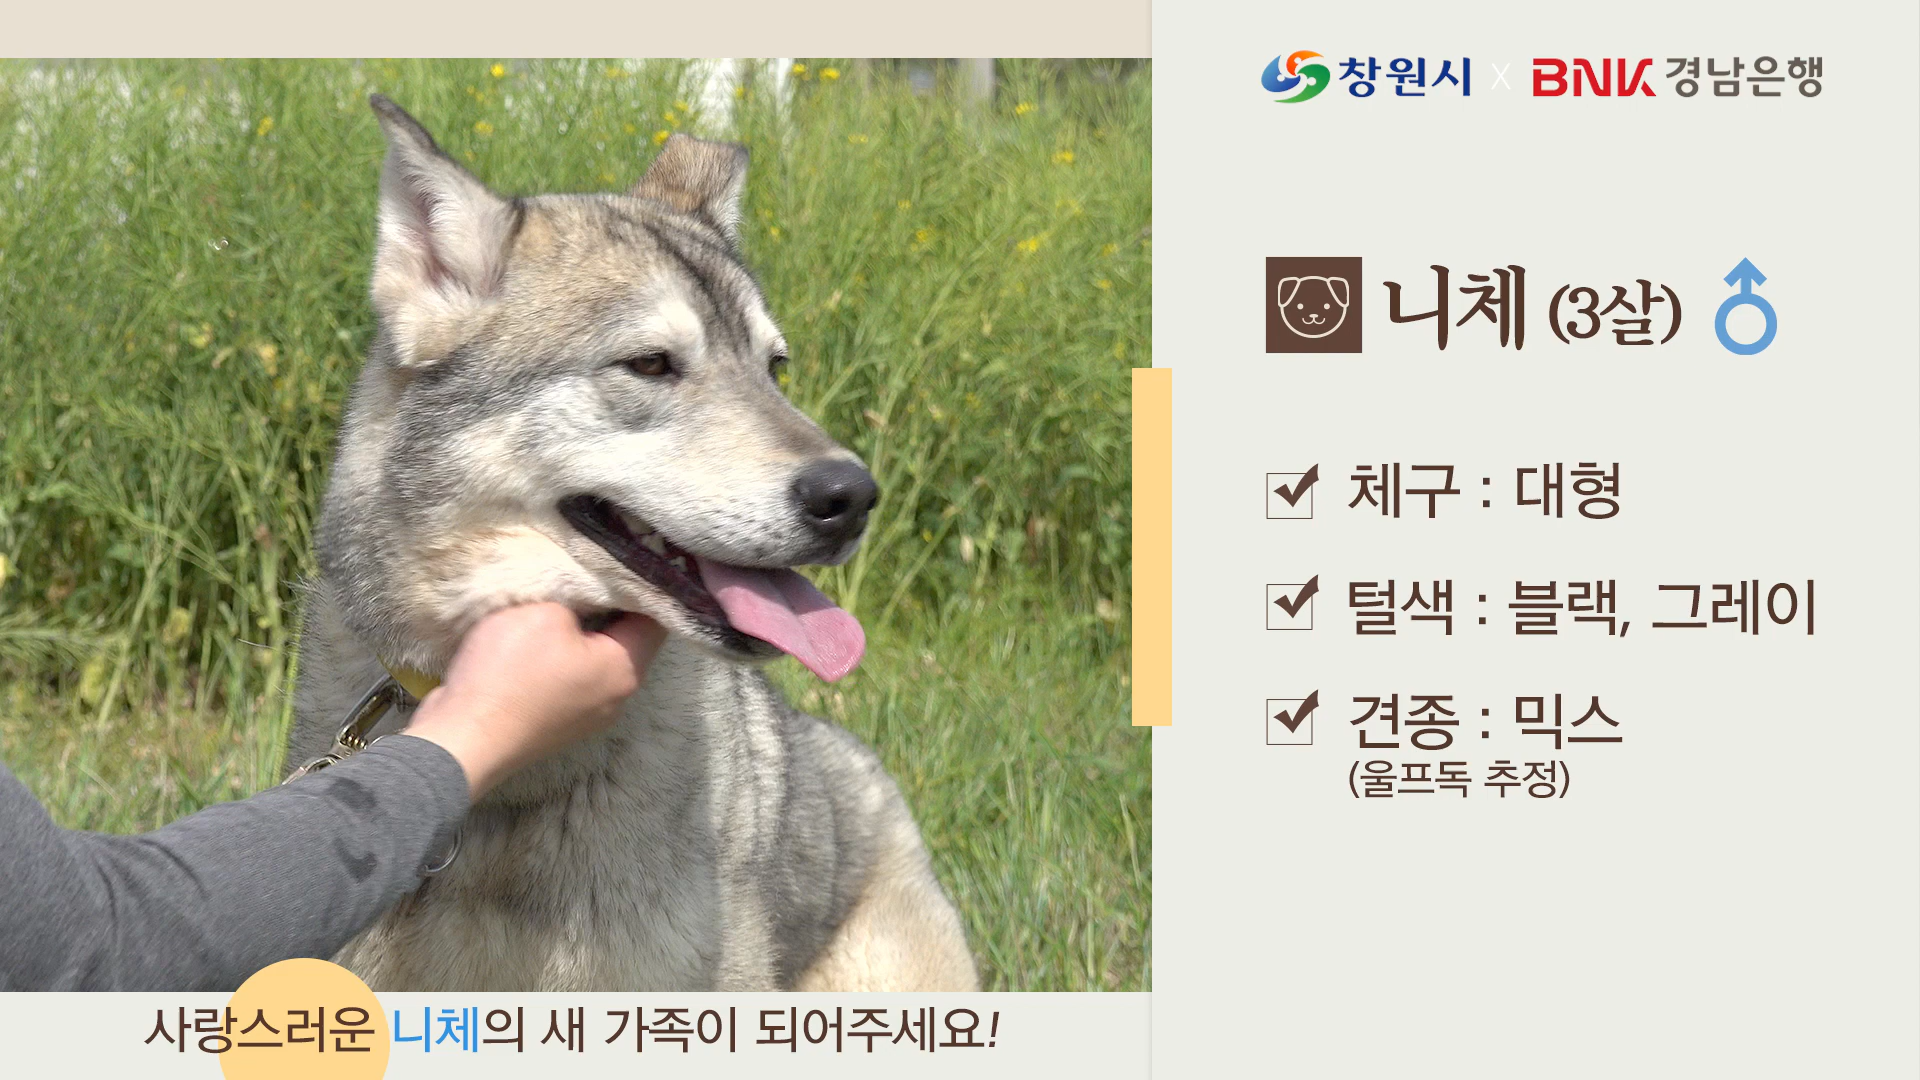 창원시 X BNK 경남은행
니체 (3살)
체구 : 대형
털색 : 블랙, 그레이
견종 : 믹스
(울프독 추정)
사랑스러운 니체의 새 가족이 되어주세요!